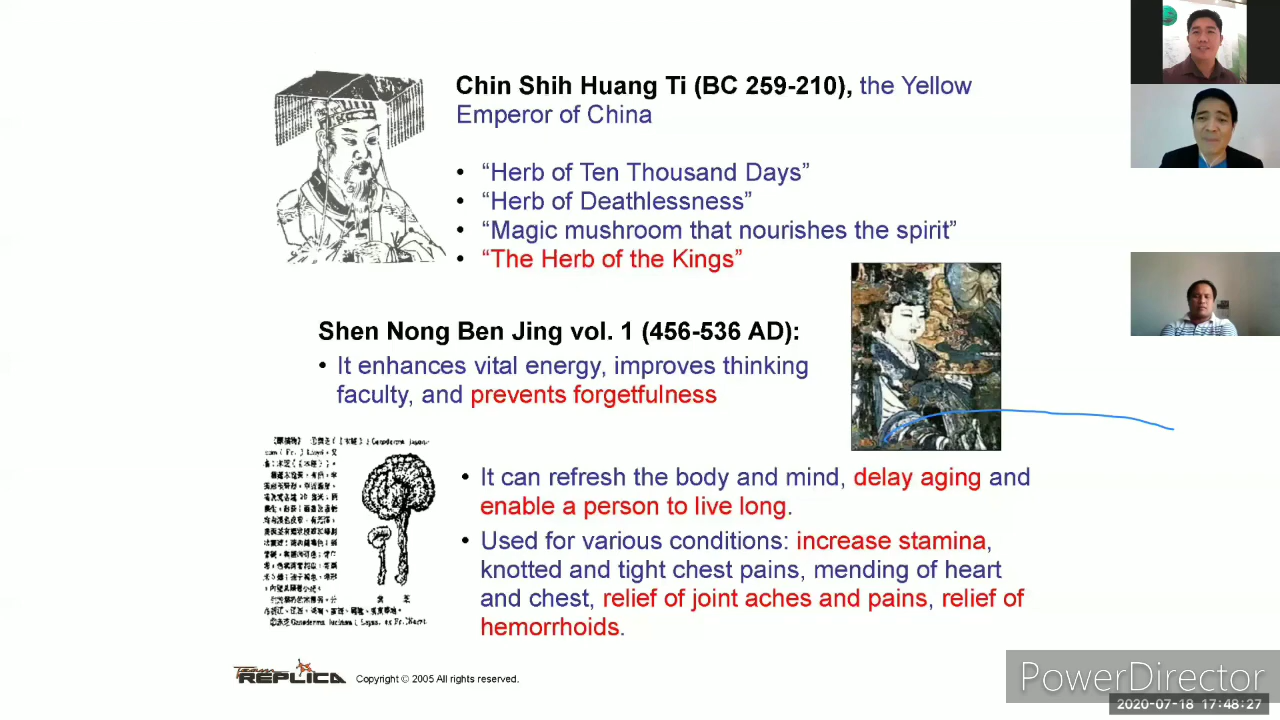 Chin Shih Huang Ti (BC 259-210), the Yellow
Emperor of China
• “Herb of Ten Thousand Days”
• “Herb of Deathlessness”
• “Magic mushroom that nourishes the spirit”
• “The Herb of the Kings”
Shen Nong Ben Jing vol. 1 (456-536 AD):
• It enhances vital energy, improves thinking
faculty, and prevents forgetfulness
• It can refresh the body and mind, delay aging and
enable a person to live long.
• Used for various conditions: increase stamina,
knotted and tight chest pains, mending of heart
and chest, relief of joint aches and pains, relief of
hemorrhoids.
Team
REPLICA
Copyright © 2005 All rights reserved.
PowerDirector
2020-07-18 17:48:27